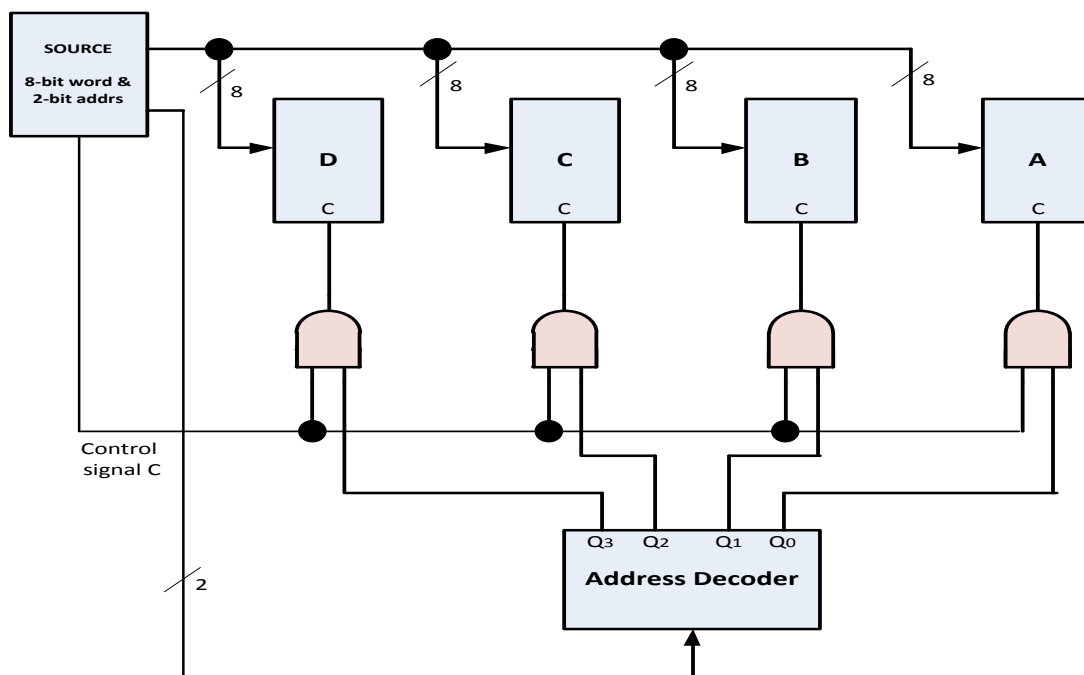 SOURCE
8-bit word &
2-bit addrs
8
8
8
8
D
C
B
A
C
C
C
C
Control
signal C
Q3
Q2
Q1
Q0
Address Decoder
2